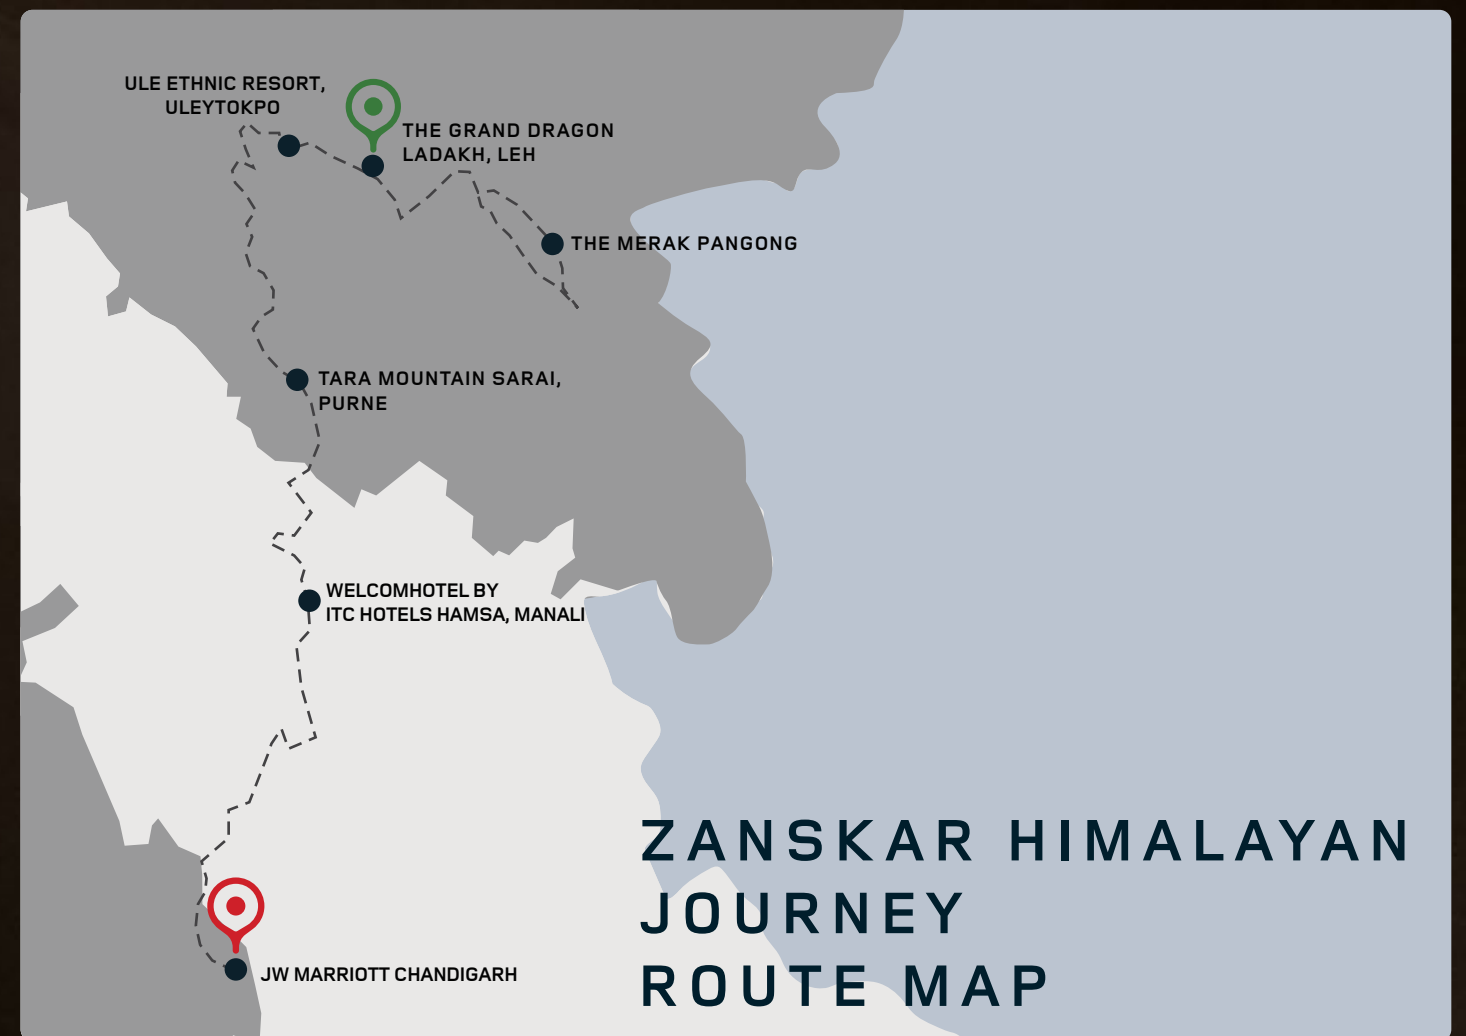 ULE ETHNIC RESORT,
ULEYTOKPO
THE GRAND DRAGON
LADAKH, LEH
THE MERAK PANGONG
TARA MOUNTAIN SARAI,
PURNE
WELCOMHOTEL BY
ITC HOTELS HAMSA, MANALI
JW MARRIOTT CHANDIGARH
ZANSKAR HIMALAYAN
JOURNEY
ROUTE MAP